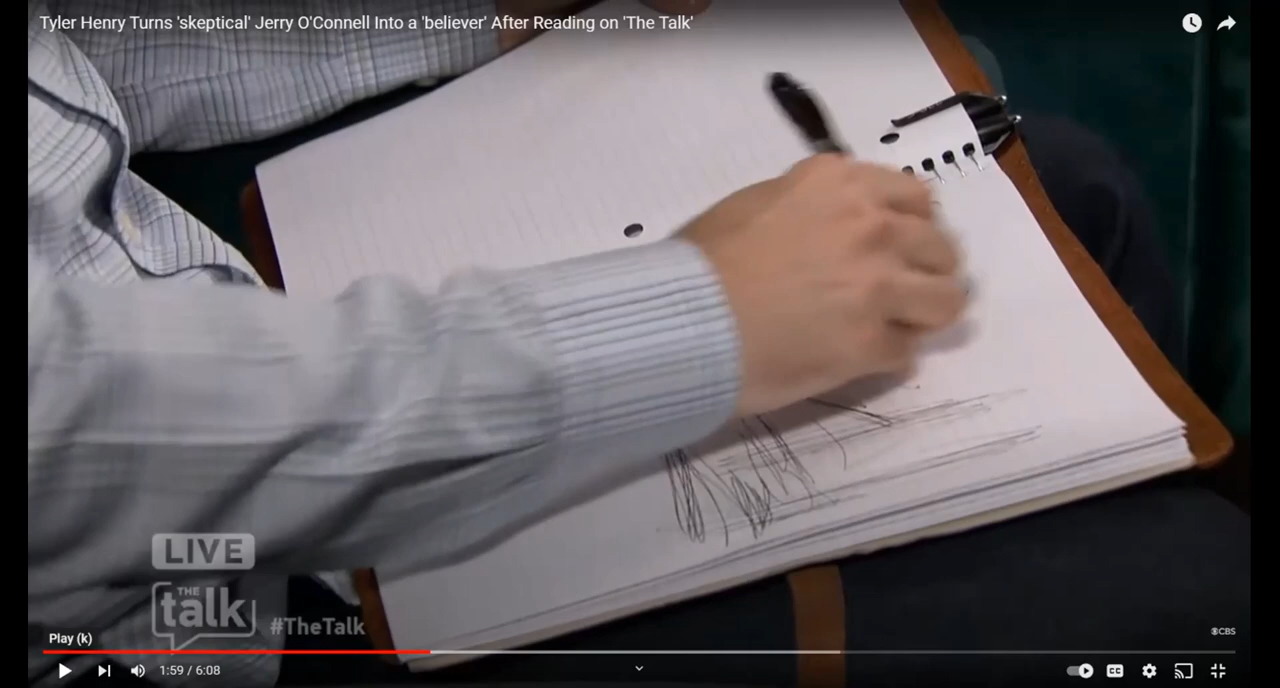 Tyler Henry Turns 'skeptical' Jerry O'Connell Into a 'believer' After Reading on 'The Talk'
LIVE
THE
talk
#TheTalk
©CBS
Play (k)
1:59 / 6:08
CC